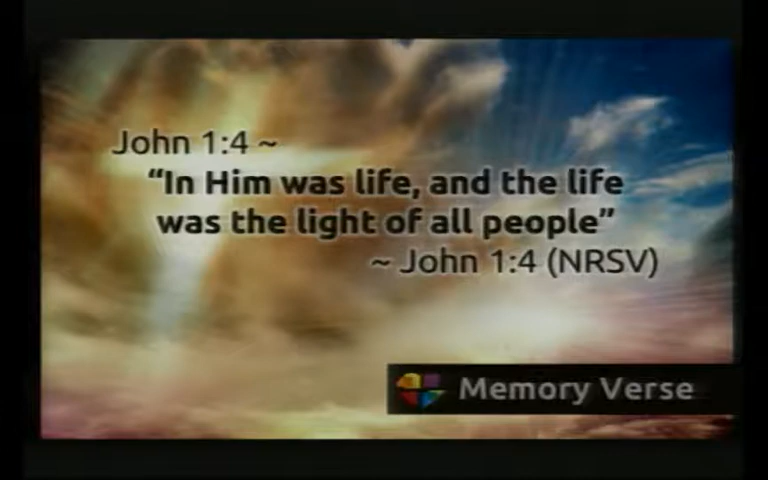 John 1:4 ~
“In Him was life, and the life
was the light of all people”
~ John 1:4 (NRSV)
Memory Verse